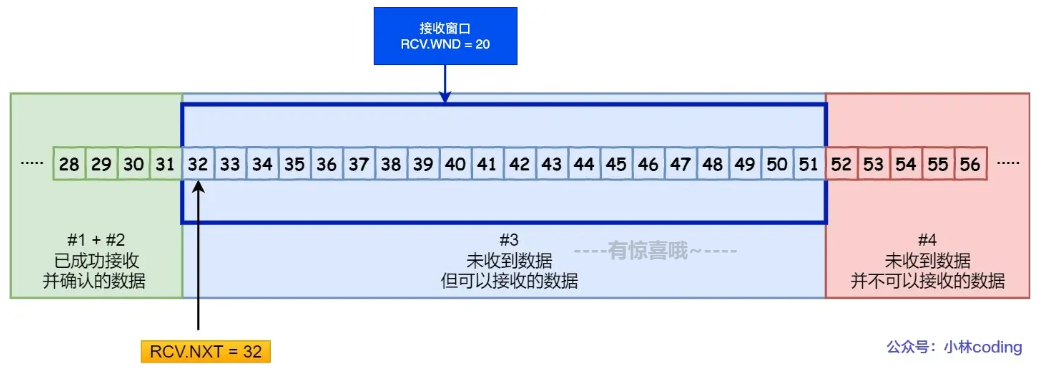 接收窗口
RCV.WND = 20
..... 28 29 30 31 32 33 34 35 36 37 38 39 40 41 42 43 44 45 46 47 48 49 50 51 52 53 54 55 56 .....
#1 + #2
已成功接收
并确认的数据
#3
未收到数据
但可以接收的数据
----有惊喜哦~----
#4
未收到数据
并不可以接收的数据
RCV.NXT = 32
公众号：小林coding